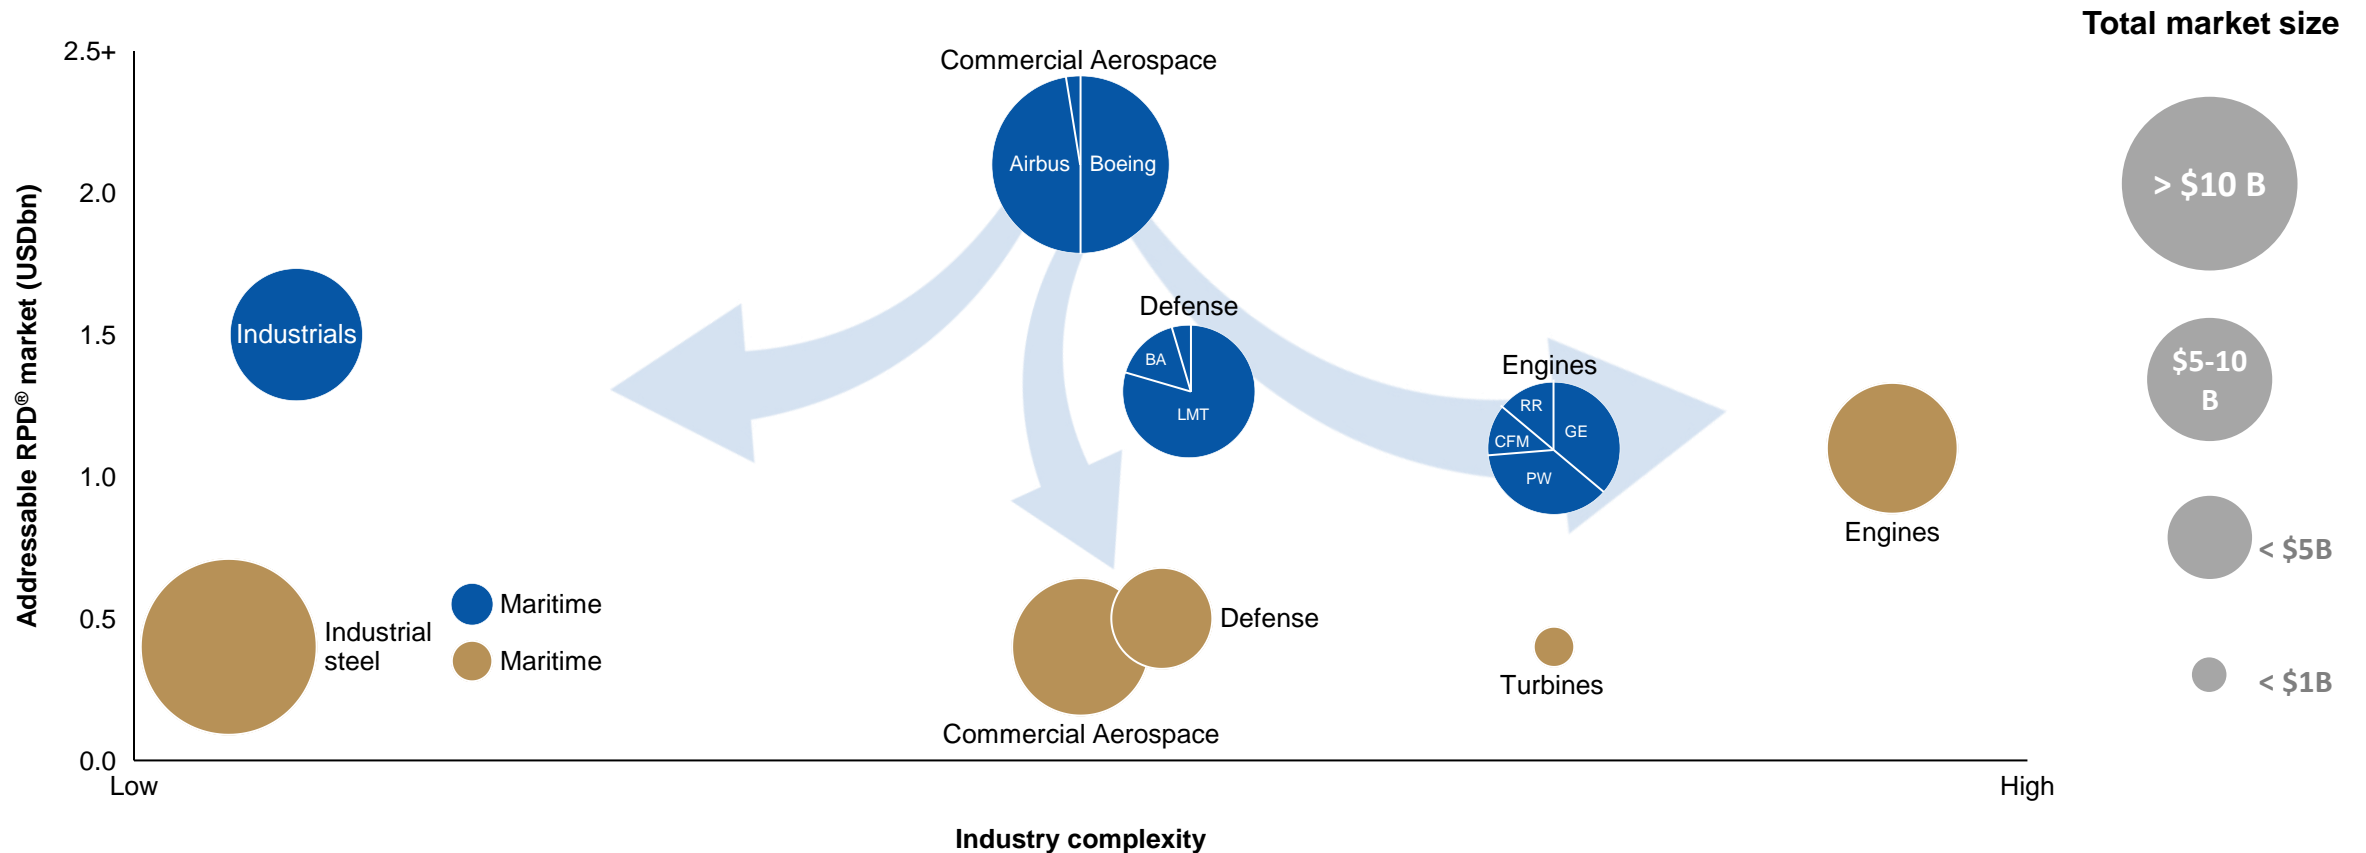 Total market size
2.5+
2.0
1.5
1.0
0.5
0.0
Addressable RPD® market (USDbn)
Low
High
Industry complexity
Commercial Aerospace
Airbus
Boeing
Industrials
Defense
BA
LMT
Engines
RR
GE
CFM
PW
Engines
Industrial
steel
Maritime
Maritime
Defense
Commercial Aerospace
Turbines
> $10 B
$5-10
B
< $5B
< $1B